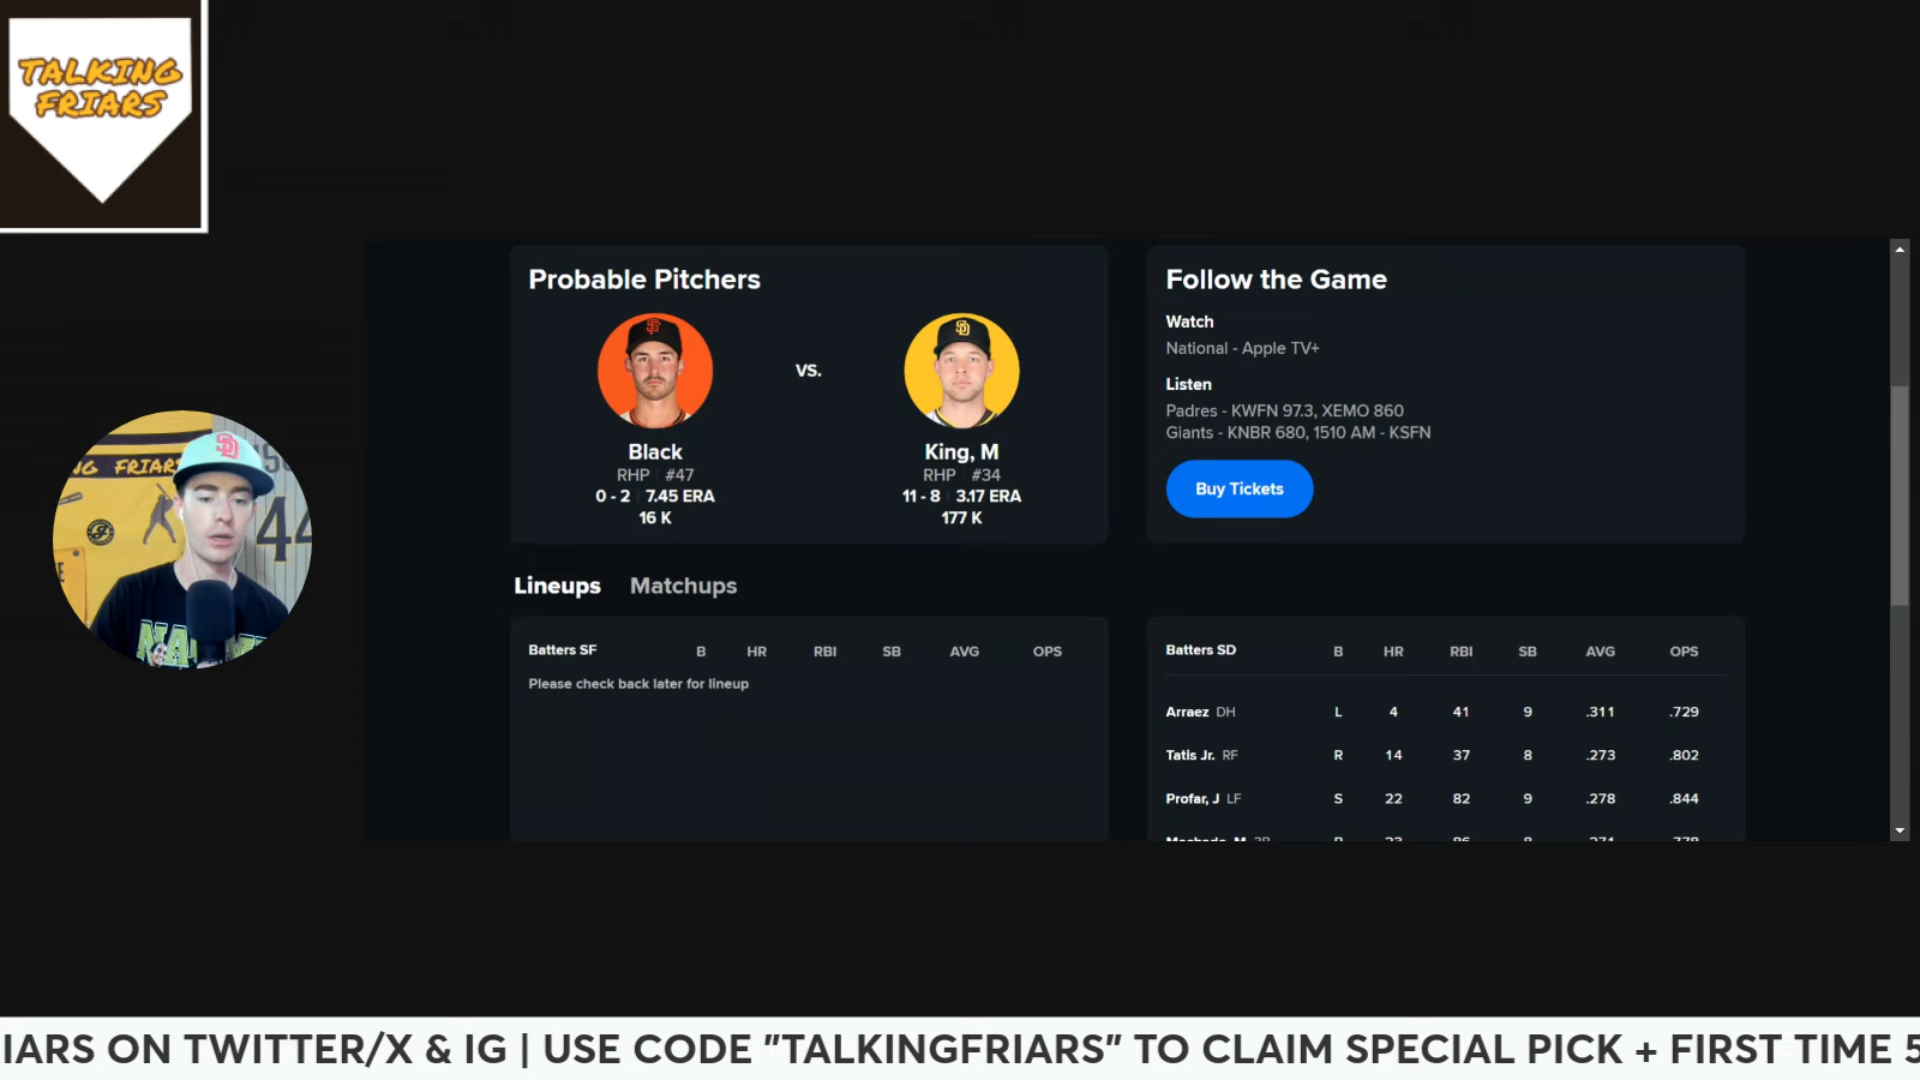 TALKING
FRIARS
Probable Pitchers
VS.
Black
RHP #47
0 - 2 7.45 ERA
16 K
King, M
RHP #34
11 - 8 3.17 ERA
177 K
Follow the Game
Watch
National - Apple TV+
Listen
Padres - KWFN 97.3, XEMO 860
Giants - KNBR 680, 1510 AM - KSFN
Buy Tickets
NG FRIAR
44
Lineups Matchups
Batters SF B HR RBI SB AVG OPS
Please check back later for lineup
Batters SD B HR RBI SB AVG OPS
Arraez DH L 4 41 9 .311 .729
Tatis Jr. RF R 14 37 8 .273 .802
Profar, J LF S 22 82 9 .278 .844
IARS ON TWITTER/X & IG | USE CODE "TALKINGFRIARS" TO CLAIM SPECIAL PICK + FIRST TIME 5